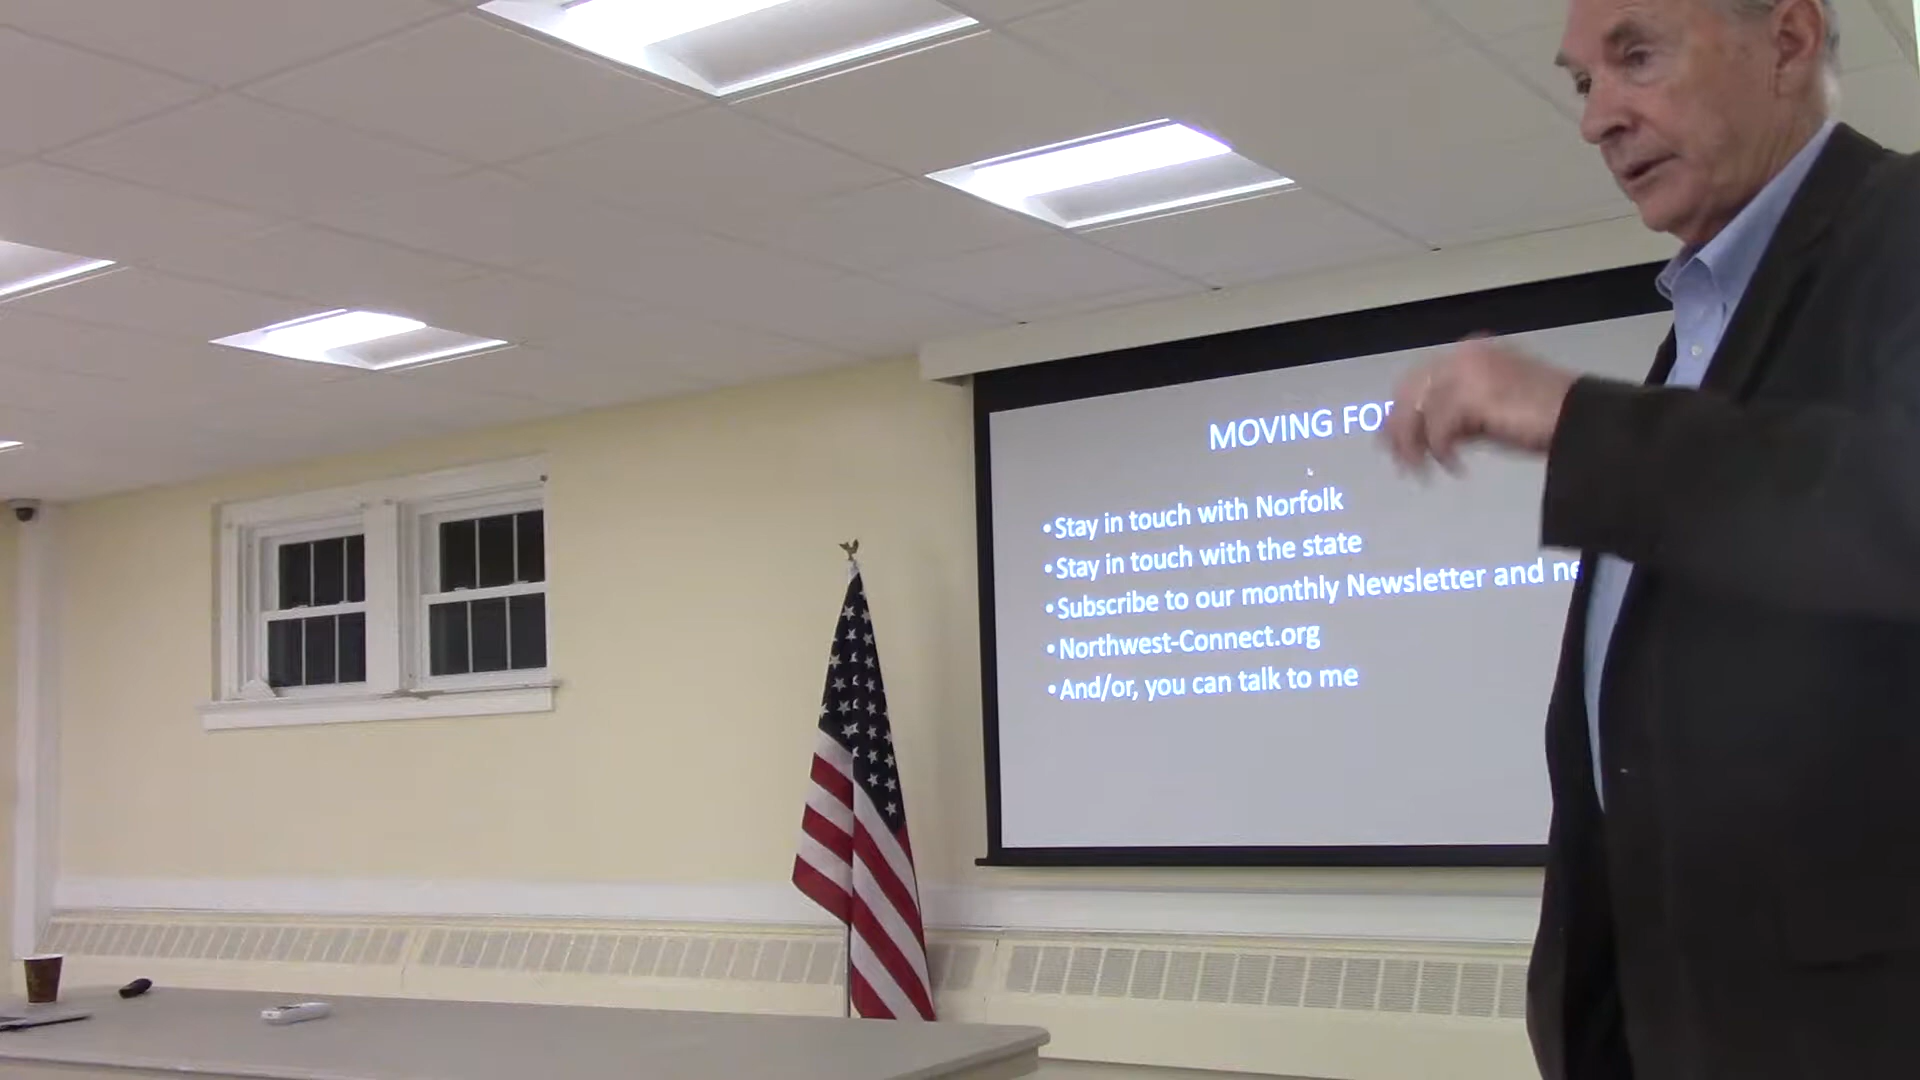 MOVING FO
• Stay in touch with Norfolk
• Stay in touch with the state
• Subscribe to our monthly Newsletter and ne
• Northwest-Connect.org
• And/or, you can talk to me